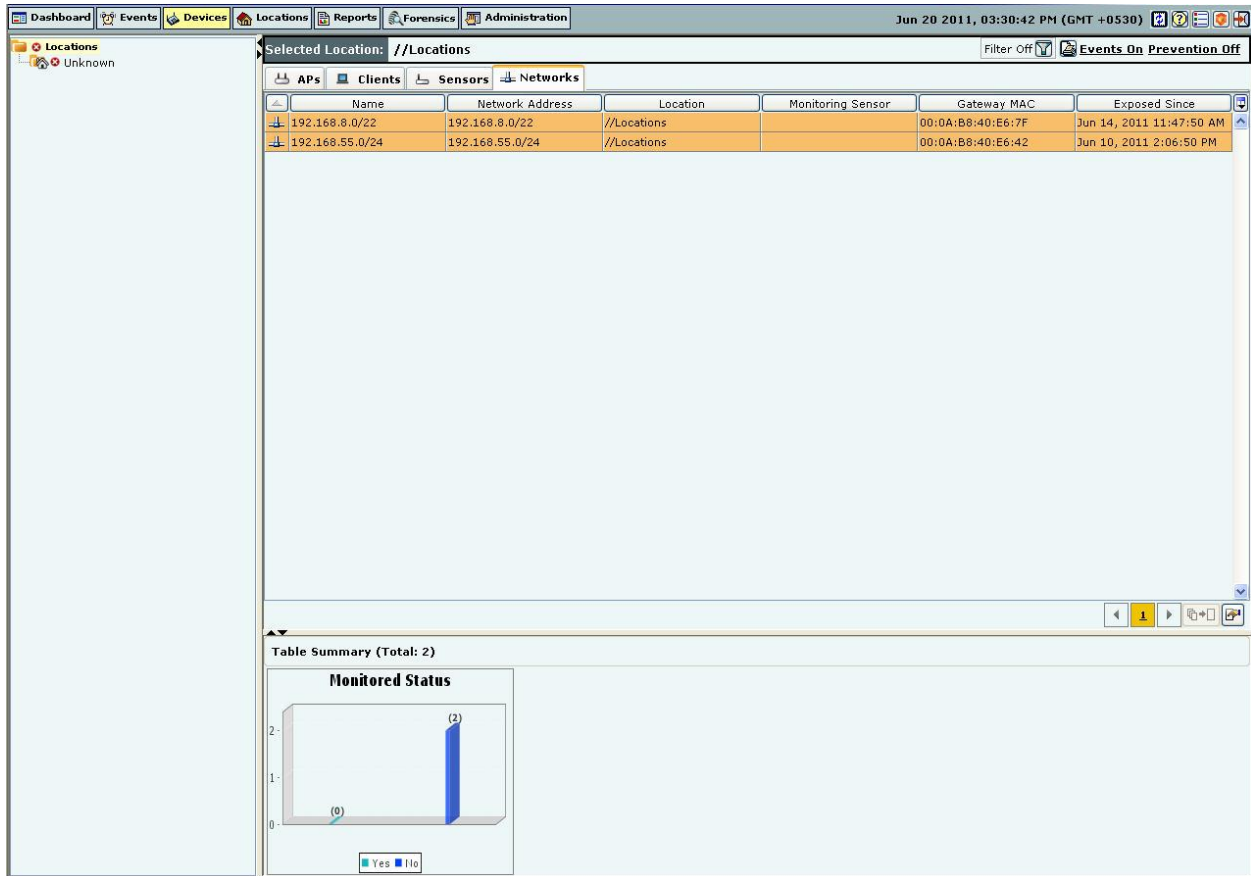 Dashboard Events Devices Locations Reports Forensics Administration Jun 20 2011, 03:30:42 PM (GMT +0530)
Locations
Unknown
Selected Location: //Locations Filter Off Events On Prevention Off
APs Clients Sensors Networks
Name Network Address Location Monitoring Sensor Gateway MAC Exposed Since
192.168.8.0/22 192.168.8.0/22 //Locations 00:0A:B8:40:E6:7F Jun 14, 2011 11:47:50 AM
192.168.55.0/24 192.168.55.0/24 //Locations 00:0A:B8:40:E6:42 Jun 10, 2011 2:06:50 PM
1
Table Summary (Total: 2)
Monitored Status
(2)
2
1
(0)
0
Yes No